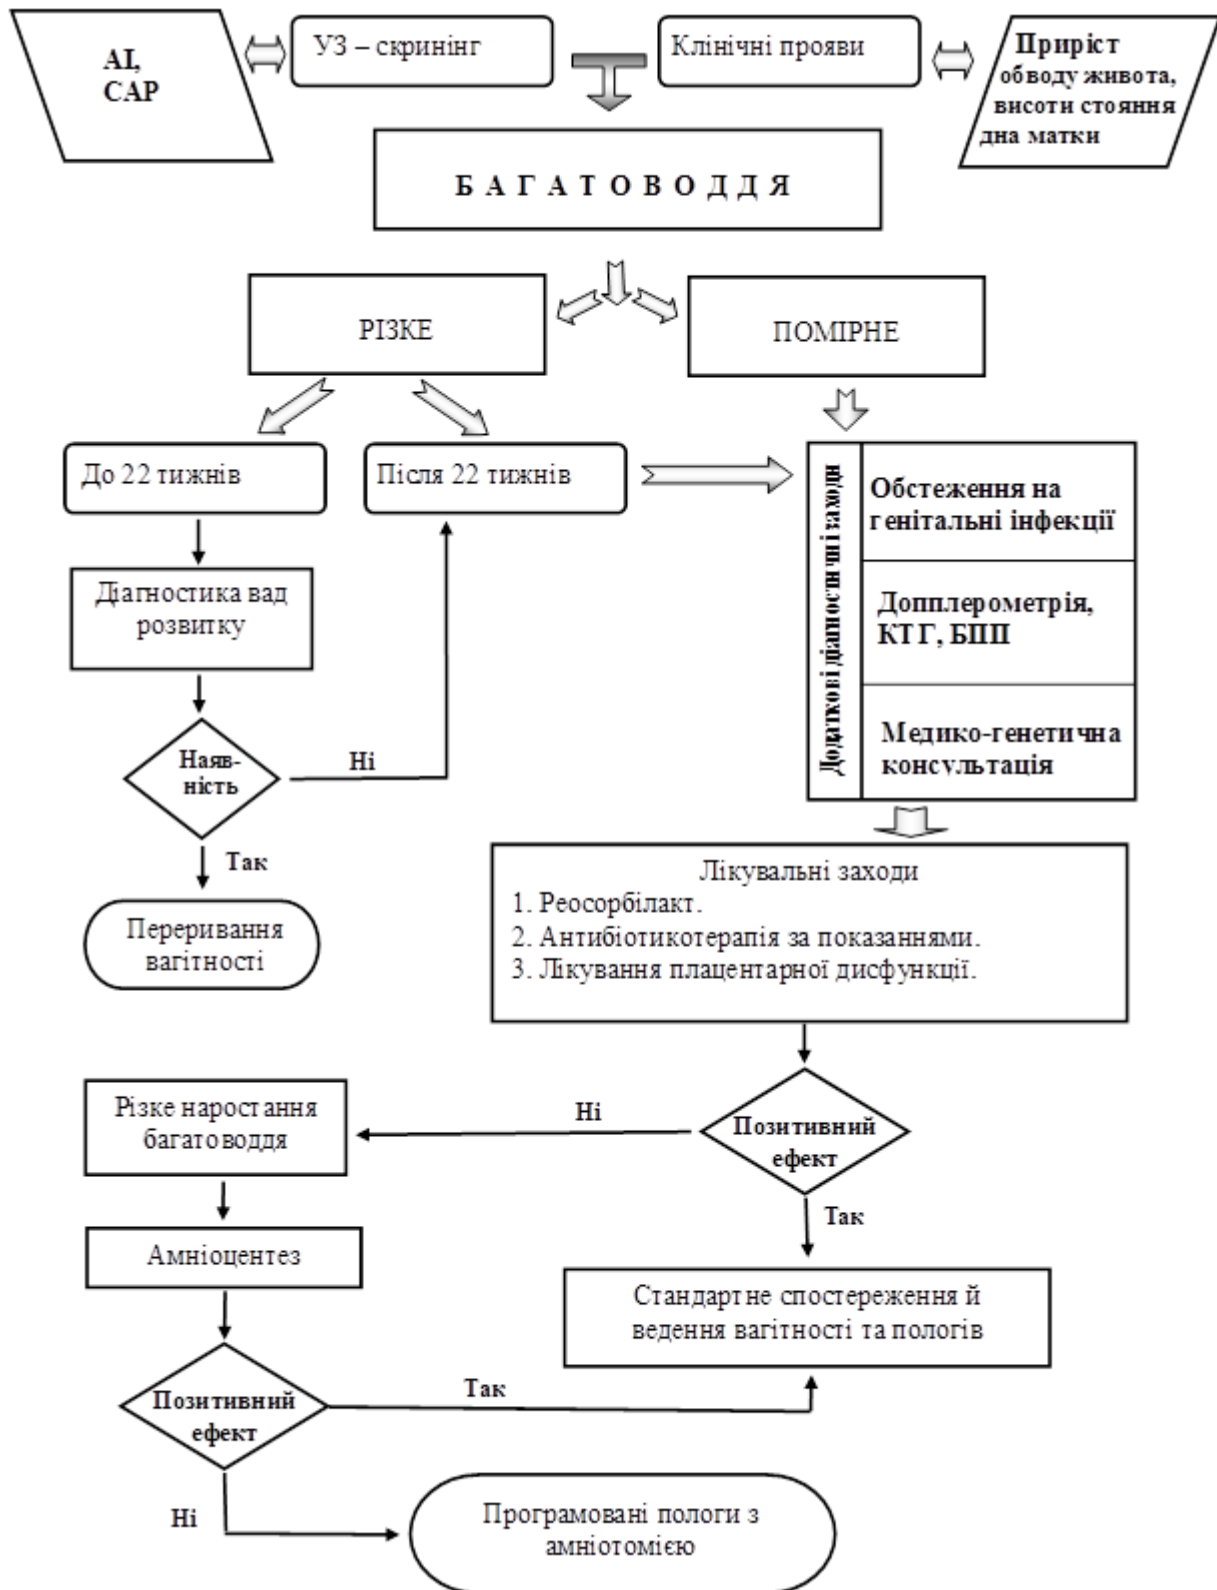 АІ,
САР
УЗ – скринінг
Клінічні прояви
Приріст
обводу живота,
висоти стояння
дна матки
БАГАТОВОДДЯ
РІЗКЕ
ПОМІРНЕ
До 22 тижнів
Після 22 тижнів
Додаткові діагностичні заходи
Обстеження на
генітальні інфекції
Допплерометрія,
КТГ, БПП
Медико-генетична
консультація
Діагностика вад
розвитку
Наяв-
ність
Ні
Так
Переривання
вагітності
Лікувальні заходи
1. Реосорбілакт.
2. Антибіотикотерапія за показаннями.
3. Лікування плацентарної дисфункції.
Позитивний
ефект
Ні
Так
Різке наростання
багатоводдя
Амніоцентез
Стандартне спостереження й
ведення вагітності та пологів
Позитивний
ефект
Так
Ні
Програмовані пологи з
амніотомією